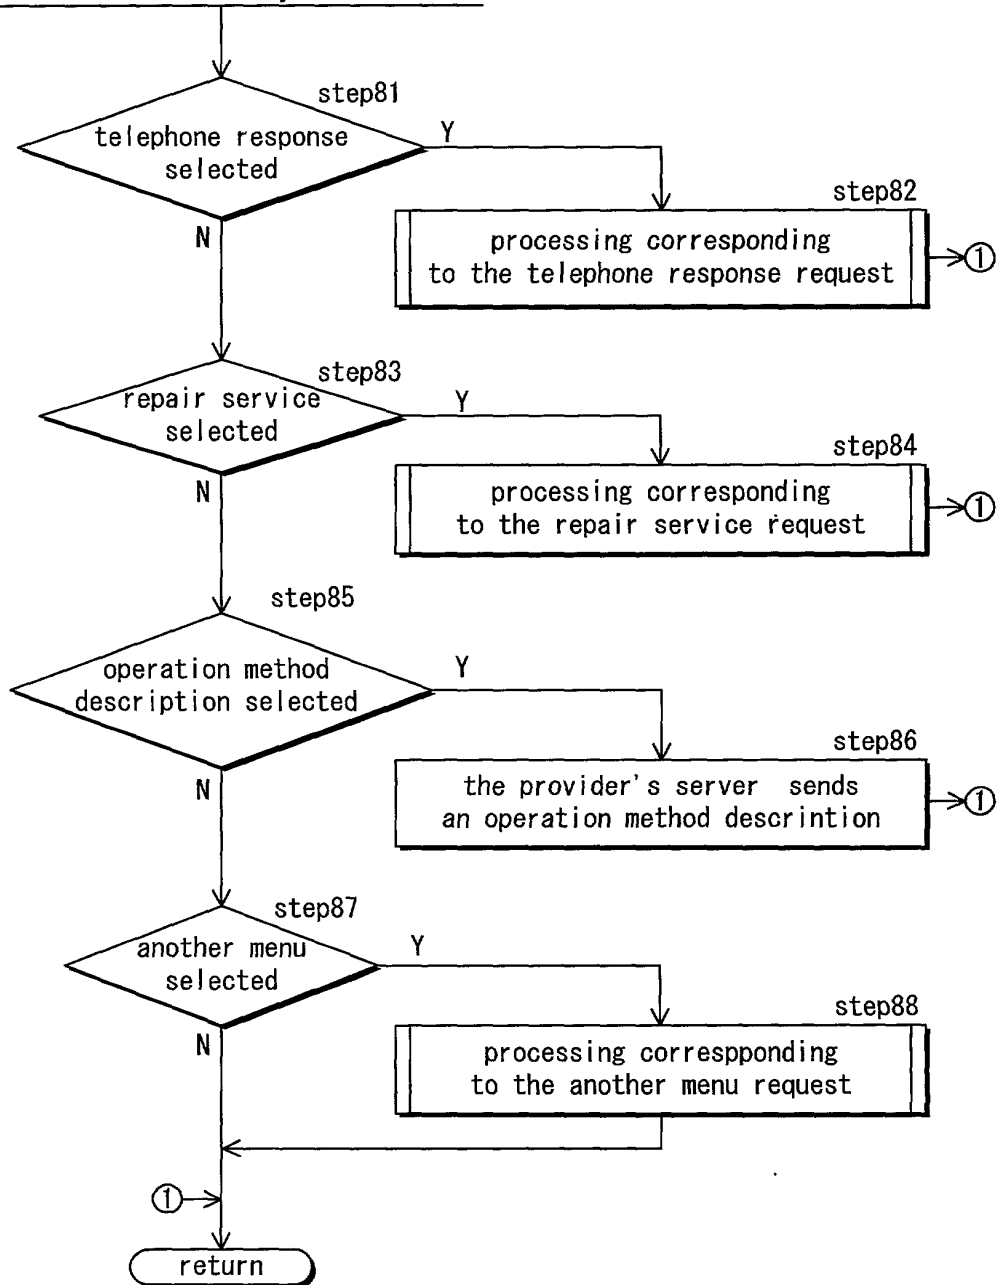 step81
telephone response
selected
Y
N
step82
processing corresponding
to the telephone response request
①
step83
repair service
selected
Y
N
step84
processing corresponding
to the repair service request
①
step85
operation method
description selected
Y
N
step86
the provider's server sends
an operation method descrintion
①
step87
another menu
selected
Y
N
step88
processing correspponding
to the another menu request
①
return